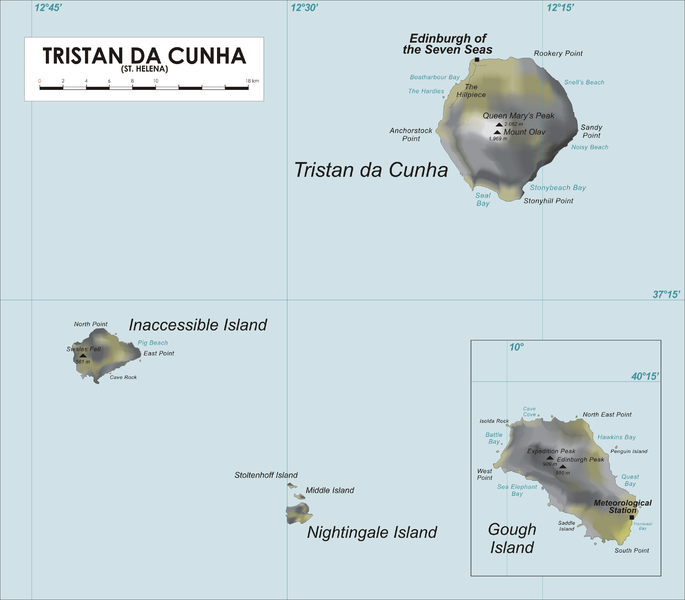 12°45'
12°30'
12°15'
TRISTAN DA CUNHA
(ST. HELENA)
0 2 4 6 8 10 18 km
Edinburgh of
the Seven Seas
Rookery Point
Boatharbour Bay
The Hardies
The
Hillpiece
Snell's Beach
Queen Mary's Peak
2.062 m
Mount Olav
1.969 m
Anchorstock
Point
Sandy
Point
Noisy Beach
Tristan da Cunha
Stonybeach Bay
Seal
Bay
Stonyhill Point
37°15'
North Point
Inaccessible Island
Pig Beach
Swales Fell
561 m
East Point
Cave Rock
10°
40°15'
Cave
Cove
North East Point
Isolda Rock
Battle
Bay
Hawkins Bay
Penguin Island
Expedition Peak
Edinburgh Peak
West
Point
Sea Elephant
Bay
Quest
Bay
Meteorological
Station
Saddle
Island
Gough
Island
South Point
Stoltenhoff Island
Middle Island
Nightingale Island